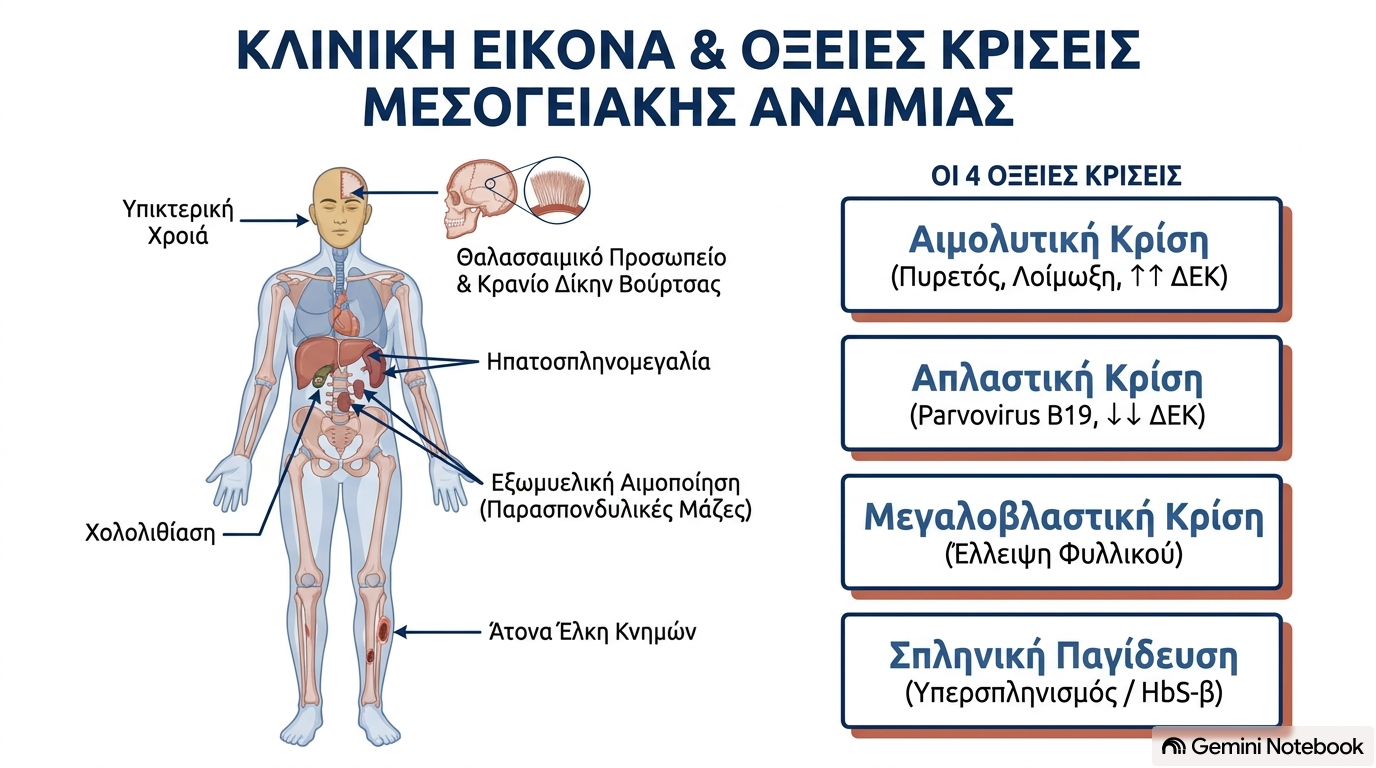 ΚΛΙΝΙΚΗ ΕΙΚΟΝΑ & ΟΞΕΙΕΣ ΚΡΙΣΕΙΣ
ΜΕΣΟΓΕΙΑΚΗΣ ΑΝΑΙΜΙΑΣ
Υπικτερική
Χροιά
Θαλασσαιμικό Προσωπείο
& Κρανίο Δίκην Βούρτσας
Ηπατοσπληνομεγαλία
Εξωμυελική Αιμοποίηση
(Παρασπονδυλικές Μάζες)
Χολολιθίαση
Άτονα Έλκη Κνημών
ΟΙ 4 ΟΞΕΙΕΣ ΚΡΙΣΕΙΣ
Αιμολυτική Κρίση
(Πυρετός, Λοίμωξη, ↑↑ ΔΕΚ)
Απλαστική Κρίση
(Parvovirus B19, ↓↓ ΔΕΚ)
Μεγαλοβλαστική Κρίση
(Έλλειψη Φυλλικού)
Σπληνική Παγίδευση
(Υπερσπληνισμός / HbS-β)
Gemini Notebook